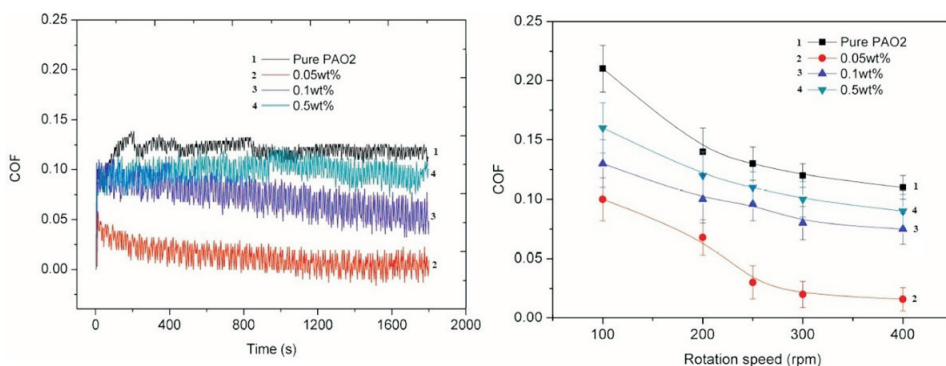 0.25
0.20
0.15
0.10
0.05
0.00
COF
1 Pure PAO2
2 0.05wt%
3 0.1wt%
4 0.5wt%
1
4
3
2
0 400 800 1200 1600 2000
Time (s)
0.25
0.20
0.15
0.10
0.05
0.00
COF
1 Pure PAO2
2 0.05wt%
3 0.1wt%
4 0.5wt%
1
4
3
2
100 200 300 400
Rotation speed (rpm)